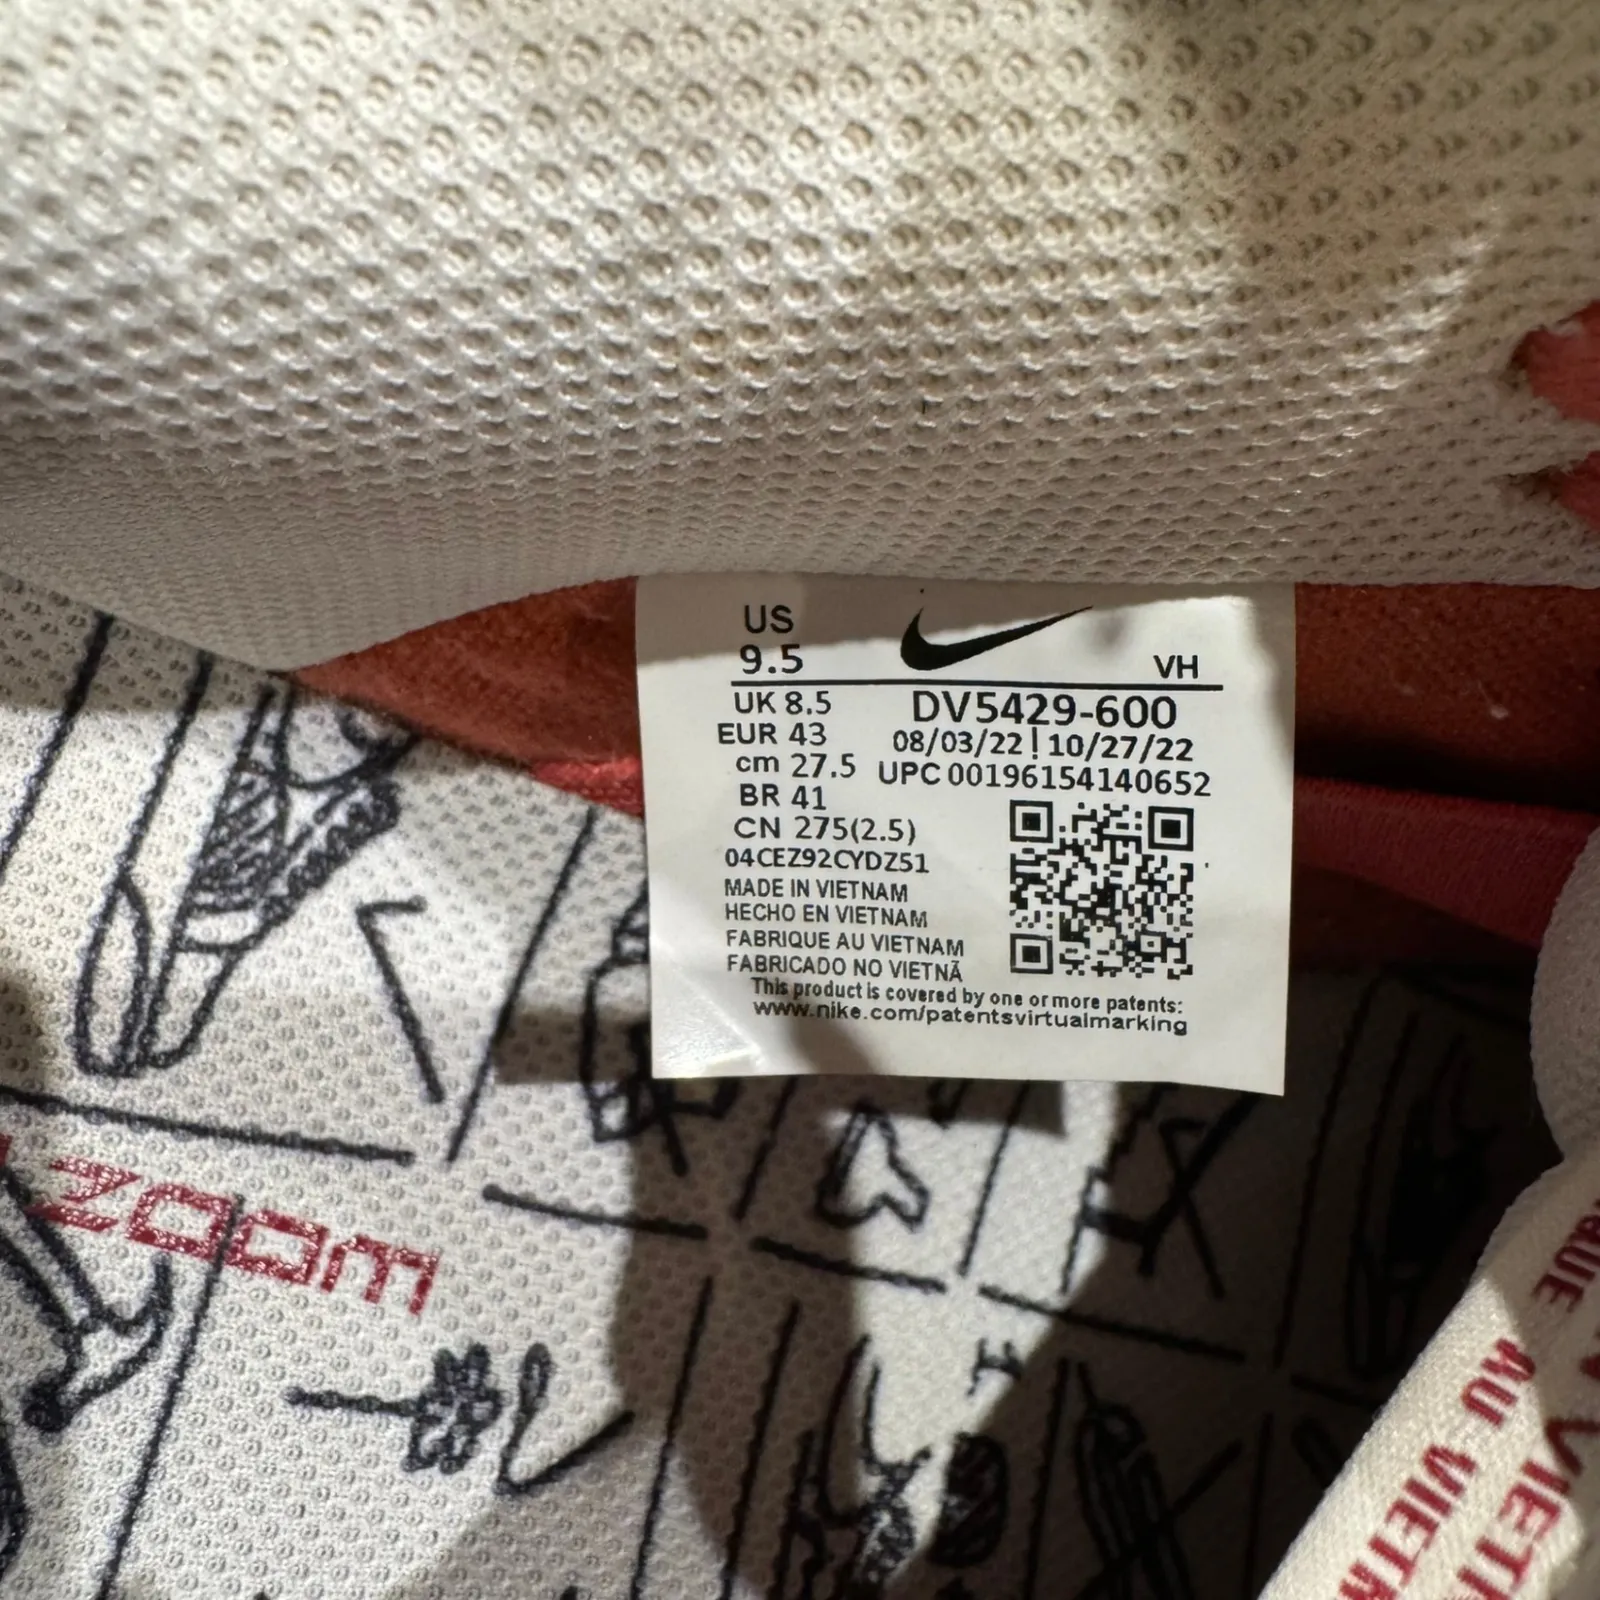 US
9.5
VH
UK 8.5
DV5429-600
EUR 43
08/03/22 | 10/27/22
cm 27.5
UPC 00196154140652
BR 41
CN 275(2.5)
04CEZ92CYDZ51
MADE IN VIETNAM
HECHO EN VIETNAM
FABRIQUE AU VIETNAM
FABRICADO NO VIETNÃ
This product is covered by one or more patents:
www.nike.com/patentsvirtualmarking
ZOOM
AU VIETN